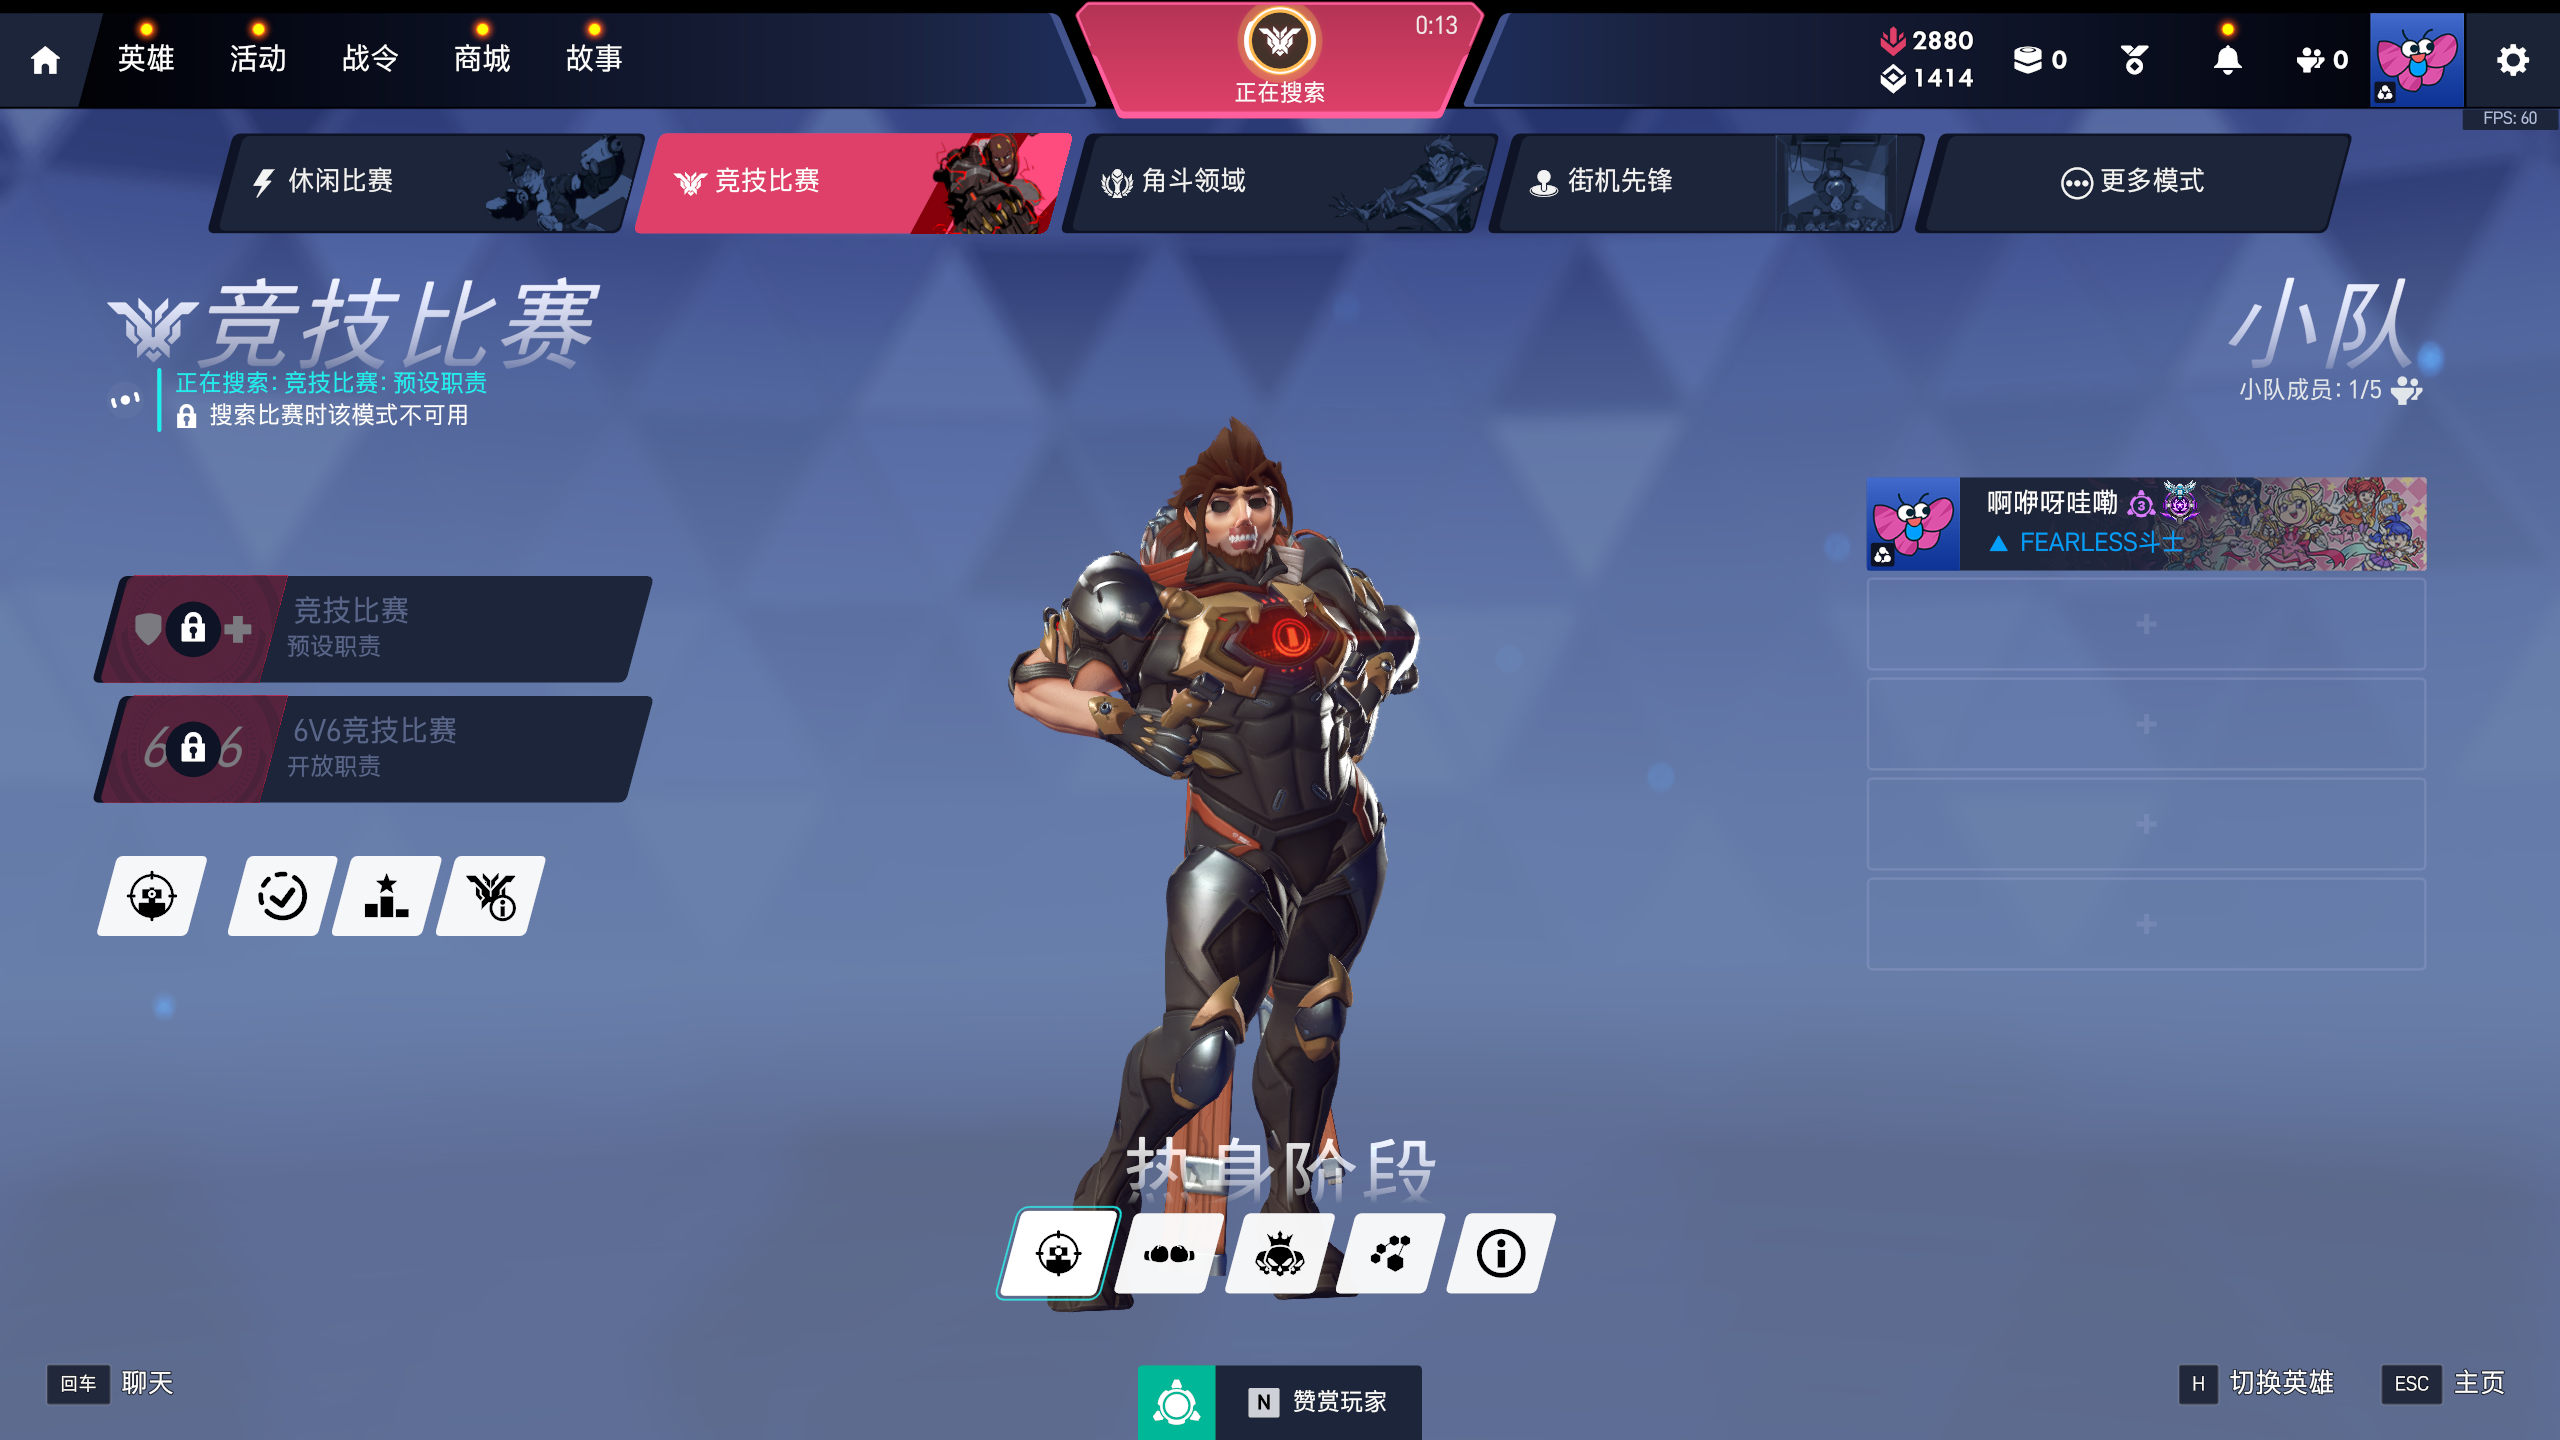 英雄
活动
战令
商城
故事
0:13
正在搜索
2880
1414
0
0
FPS: 60
休闲比赛
竞技比赛
角斗领域
街机先锋
更多模式
竞技比赛
正在搜索: 竞技比赛: 预设职责
搜索比赛时该模式不可用
小队
小队成员: 1/5
啊咿呀哇嘞
3
FEARLESS斗士
竞技比赛
预设职责
6 6
6V6竞技比赛
开放职责
热身阶段
回车 聊天
N 赞赏玩家
H 切换英雄
ESC 主页